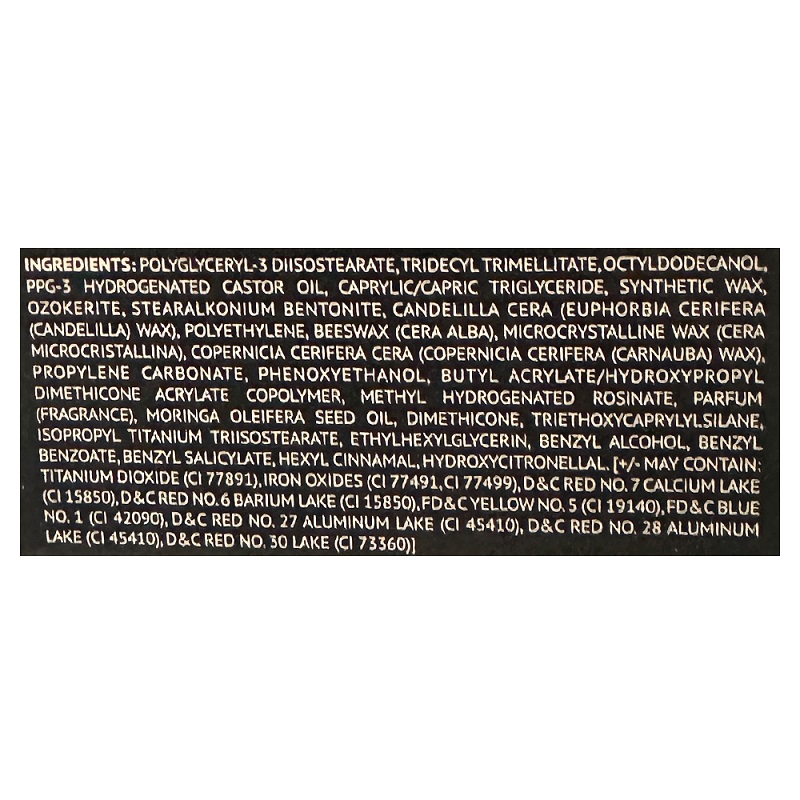 INGREDIENTS: POLYGLYCERYL-3 DIISOSTEARATE, TRIDECYL TRIMELLITATE, OCTYLDODECANOL,
PPG-3 HYDROGENATED CASTOR OIL, CAPRYLIC/CAPRIC TRIGLYCERIDE, SYNTHETIC WAX,
OZOKERITE, STEARALKONIUM BENTONITE, CANDELILLA CERA (EUPHORBIA CERIFERA
(CANDELILLA) WAX), POLYETHYLENE, BEESWAX (CERA ALBA), MICROCRYSTALLINE WAX (CERA
MICROCRISTALLINA), COPERNICIA CERIFERA CERA (COPERNICIA CERIFERA (CARNAUBA) WAX),
PROPYLENE CARBONATE, PHENOXYETHANOL, BUTYL ACRYLATE/HYDROXYPROPYL
DIMETHICONE ACRYLATE COPOLYMER, METHYL HYDROGENATED ROSINATE, PARFUM
(FRAGRANCE), MORINGA OLEIFERA SEED OIL, DIMETHICONE, TRIETHOXYCAPRYLYLSILANE,
ISOPROPYL TITANIUM TRIISOSTEARATE, ETHYLHEXYLGLYCERIN, BENZYL ALCOHOL, BENZYL
BENZOATE, BENZYL SALICYLATE, HEXYL CINNAMAL, HYDROXYCITRONELLAL. [+/- MAY CONTAIN:
TITANIUM DIOXIDE (CI 77891), IRON OXIDES (CI 77491, CI 77499), D&C RED NO. 7 CALCIUM LAKE
(CI 15850), D&C RED NO. 6 BARIUM LAKE (CI 15850), FD&C YELLOW NO. 5 (CI 19140), FD&C BLUE
NO. 1 (CI 42090), D&C RED NO. 27 ALUMINUM LAKE (CI 45410), D&C RED NO. 28 ALUMINUM
LAKE (CI 45410), D&C RED NO. 30 LAKE (CI 73360)]